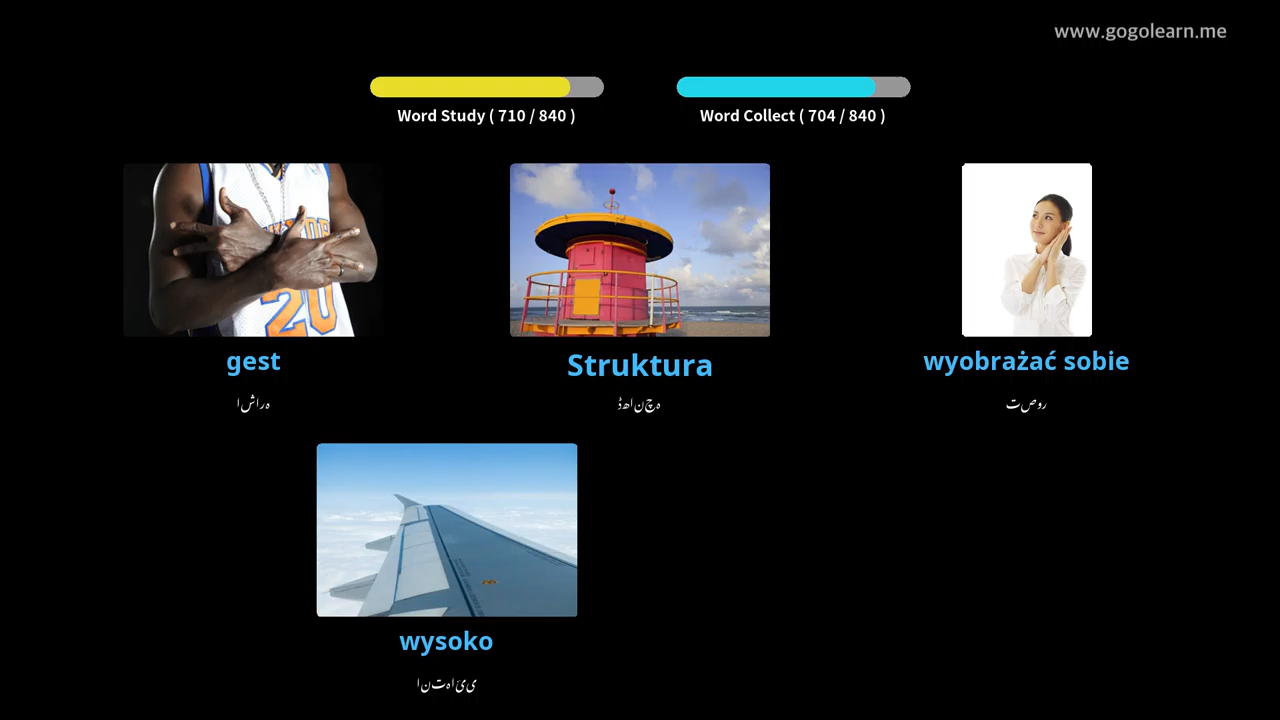 www.gogolearn.me
Word Study ( 710 / 840 )
Word Collect ( 704 / 840 )
20
gest
اشارہ
Struktura
ڈھانچہ
wyobrażać sobie
تصور
wysoko
انتہائی